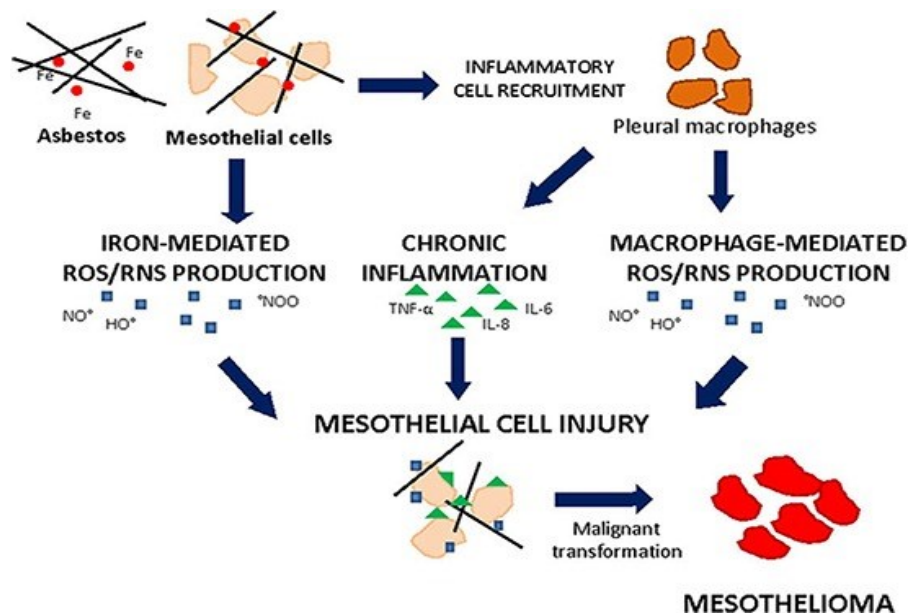 Fe
Fe
Fe
Asbestos
Mesothelial cells
INFLAMMATORY
CELL RECRUITMENT
Pleural macrophages
IRON-MEDIATED
ROS/RNS PRODUCTION
NO⁺
HO⁺
⁺NOO
CHRONIC
INFLAMMATION
TNF-α
IL-6
IL-8
MACROPHAGE-MEDIATED
ROS/RNS PRODUCTION
NO⁺
HO⁺
⁺NOO
MESOTHELIAL CELL INJURY
Malignant
transformation
MESOTHELIOMA